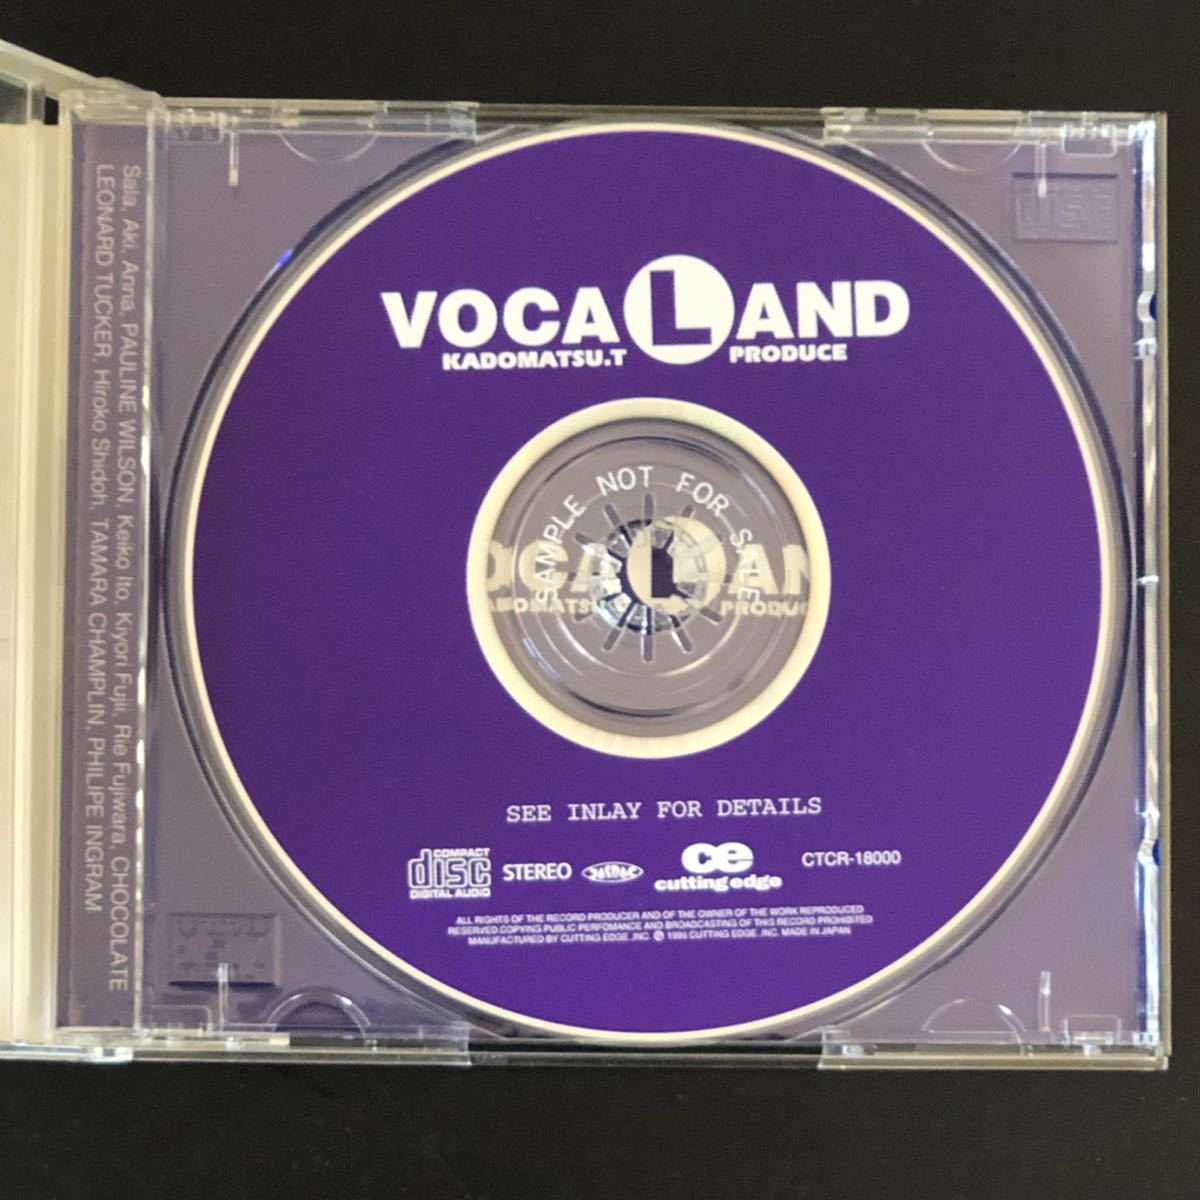 Sala, Aki, Anna, PAULINE WILSON, Keiko Ito, Kiyori Fujii, Rie Fujiwara, CHOCOLATE
LEONARD TUCKER, Hiroko Shidoh, TAMARA CHAMPLIN, PHILIPE INGRAM
VOCALAND
KADOMATSU.T PRODUCE
SAMPLE NOT FOR SALE
OCALAN
PRODUC
SEE INLAY FOR DETAILS
COMPACT
disc
DIGITAL AUDIO
STEREO
ce
cutting edge
CTCR-18000
ALL RIGHTS OF THE RECORD PRODUCER AND OF THE OWNER OF THE WORK REPRODUCED
RESERVED.COPYING PUBLIC PERFOMANCE AND BROADCASTING OF THIS RECORD PROHIBITED
MANUFACTURED BY CUTTING EDGE.,INC. Ⓟ CUTTING EDGE.,INC. MADE IN JAPAN
disc